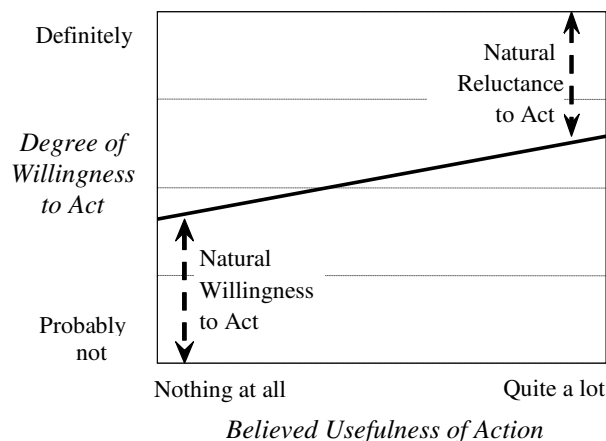 Definitely
Natural
Reluctance
to Act
Degree of
Willingness
to Act
Natural
Willingness
to Act
Probably
not
Nothing at all
Quite a lot
Believed Usefulness of Action